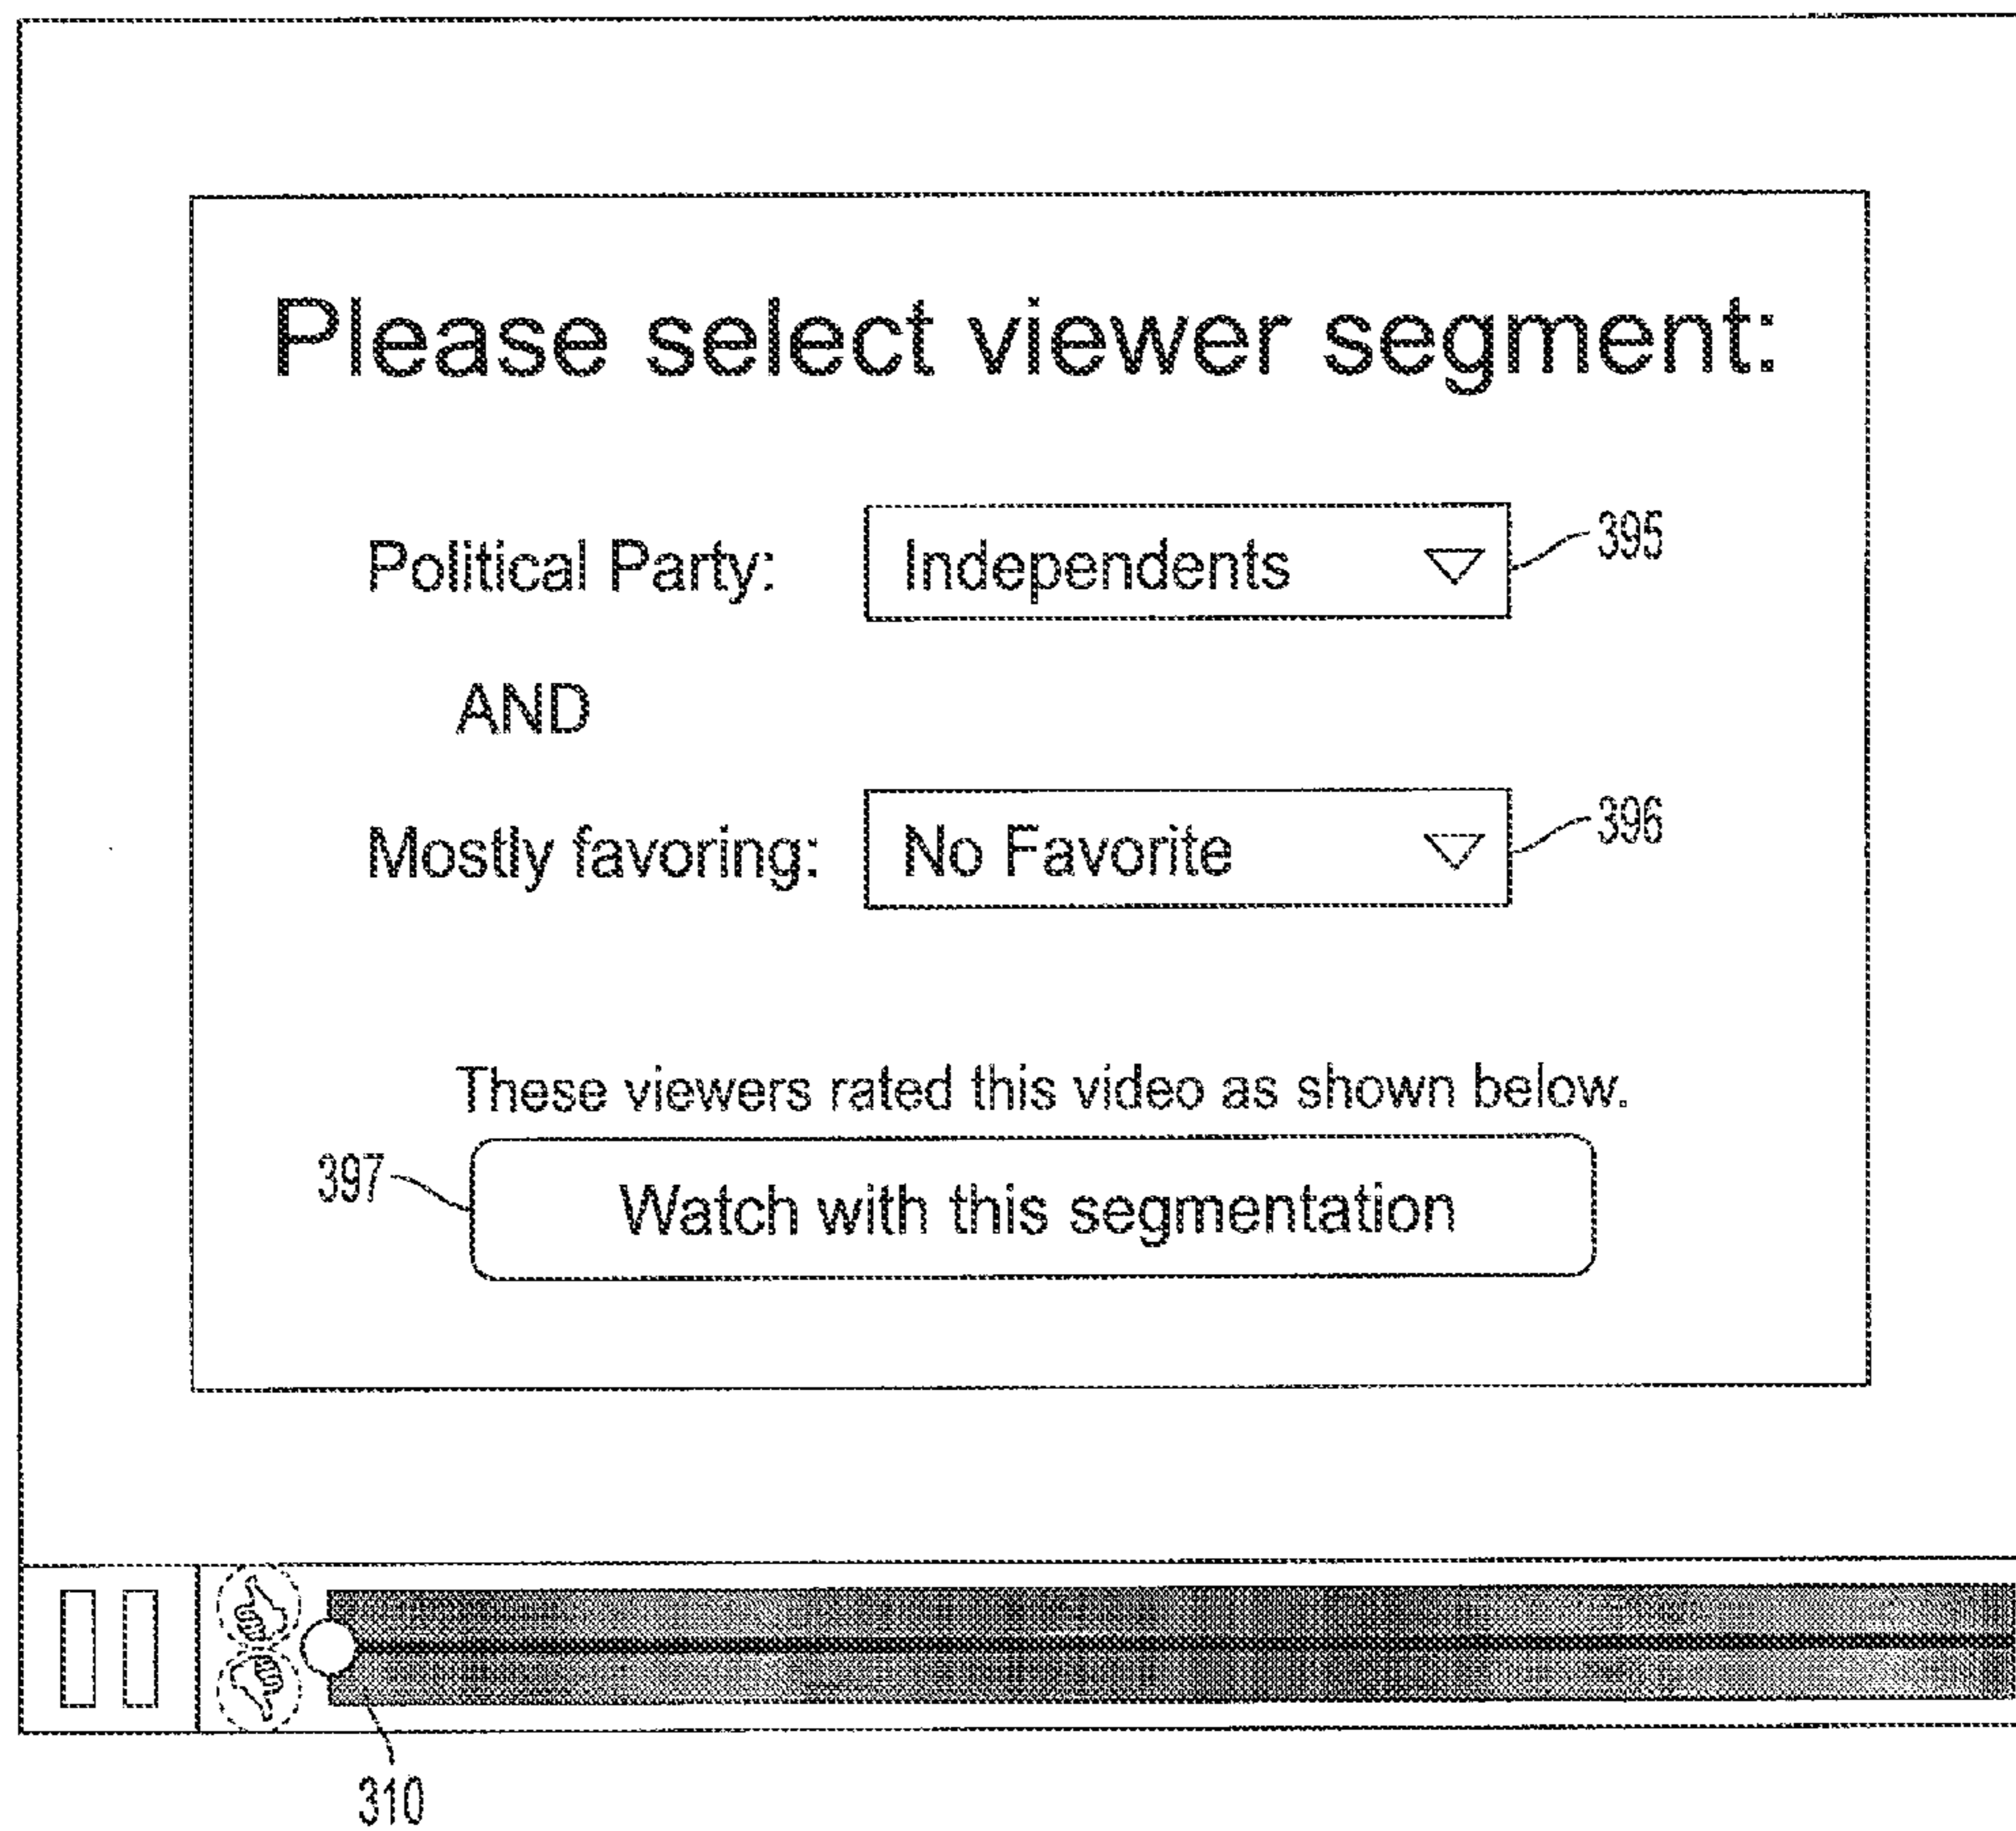 Please select viewer segment:
Political Party: Independents 395
AND
Mostly favoring: No Favorite 396
These viewers rated this video as shown below.
397 Watch with this segmentation
310